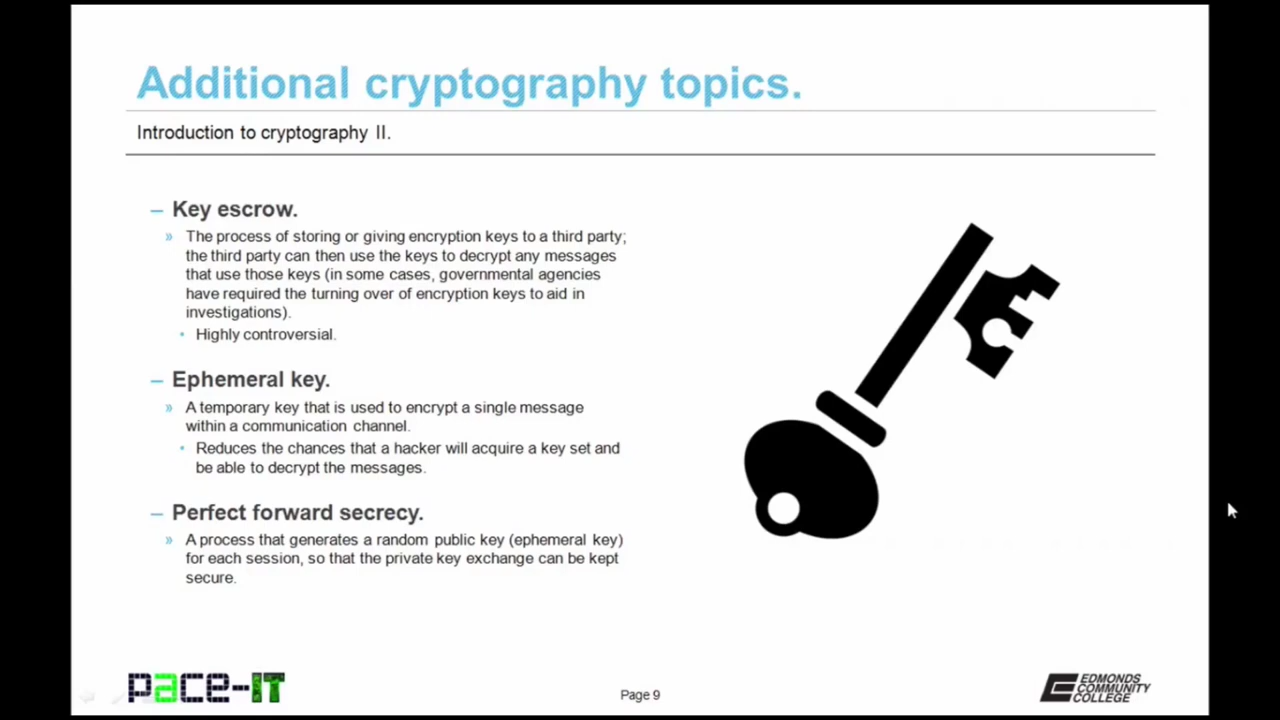 Additional cryptography topics.
Introduction to cryptography II.
– Key escrow.
» The process of storing or giving encryption keys to a third party;
the third party can then use the keys to decrypt any messages
that use those keys (in some cases, governmental agencies
have required the turning over of encryption keys to aid in
investigations).
• Highly controversial.
– Ephemeral key.
» A temporary key that is used to encrypt a single message
within a communication channel.
• Reduces the chances that a hacker will acquire a key set and
be able to decrypt the messages.
– Perfect forward secrecy.
» A process that generates a random public key (ephemeral key)
for each session, so that the private key exchange can be kept
secure.
pace-IT
Page 9
EDMONDS
COMMUNITY
COLLEGE